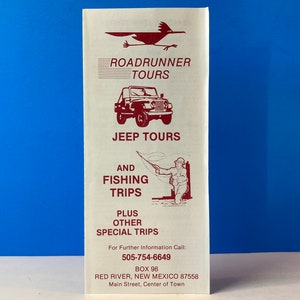 ROADRUNNER
TOURS
JEEP TOURS
AND
FISHING
TRIPS
PLUS
OTHER
SPECIAL TRIPS
For Further Information Call:
505-754-6649
BOX 98
RED RIVER, NEW MEXICO 87558
Main Street, Center of Town